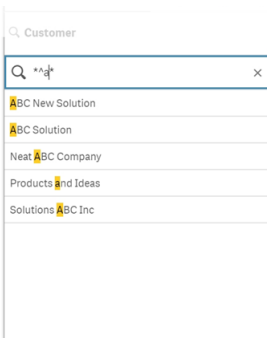 Customer
*^a*
ABC New Solution
ABC Solution
Neat ABC Company
Products and Ideas
Solutions ABC Inc